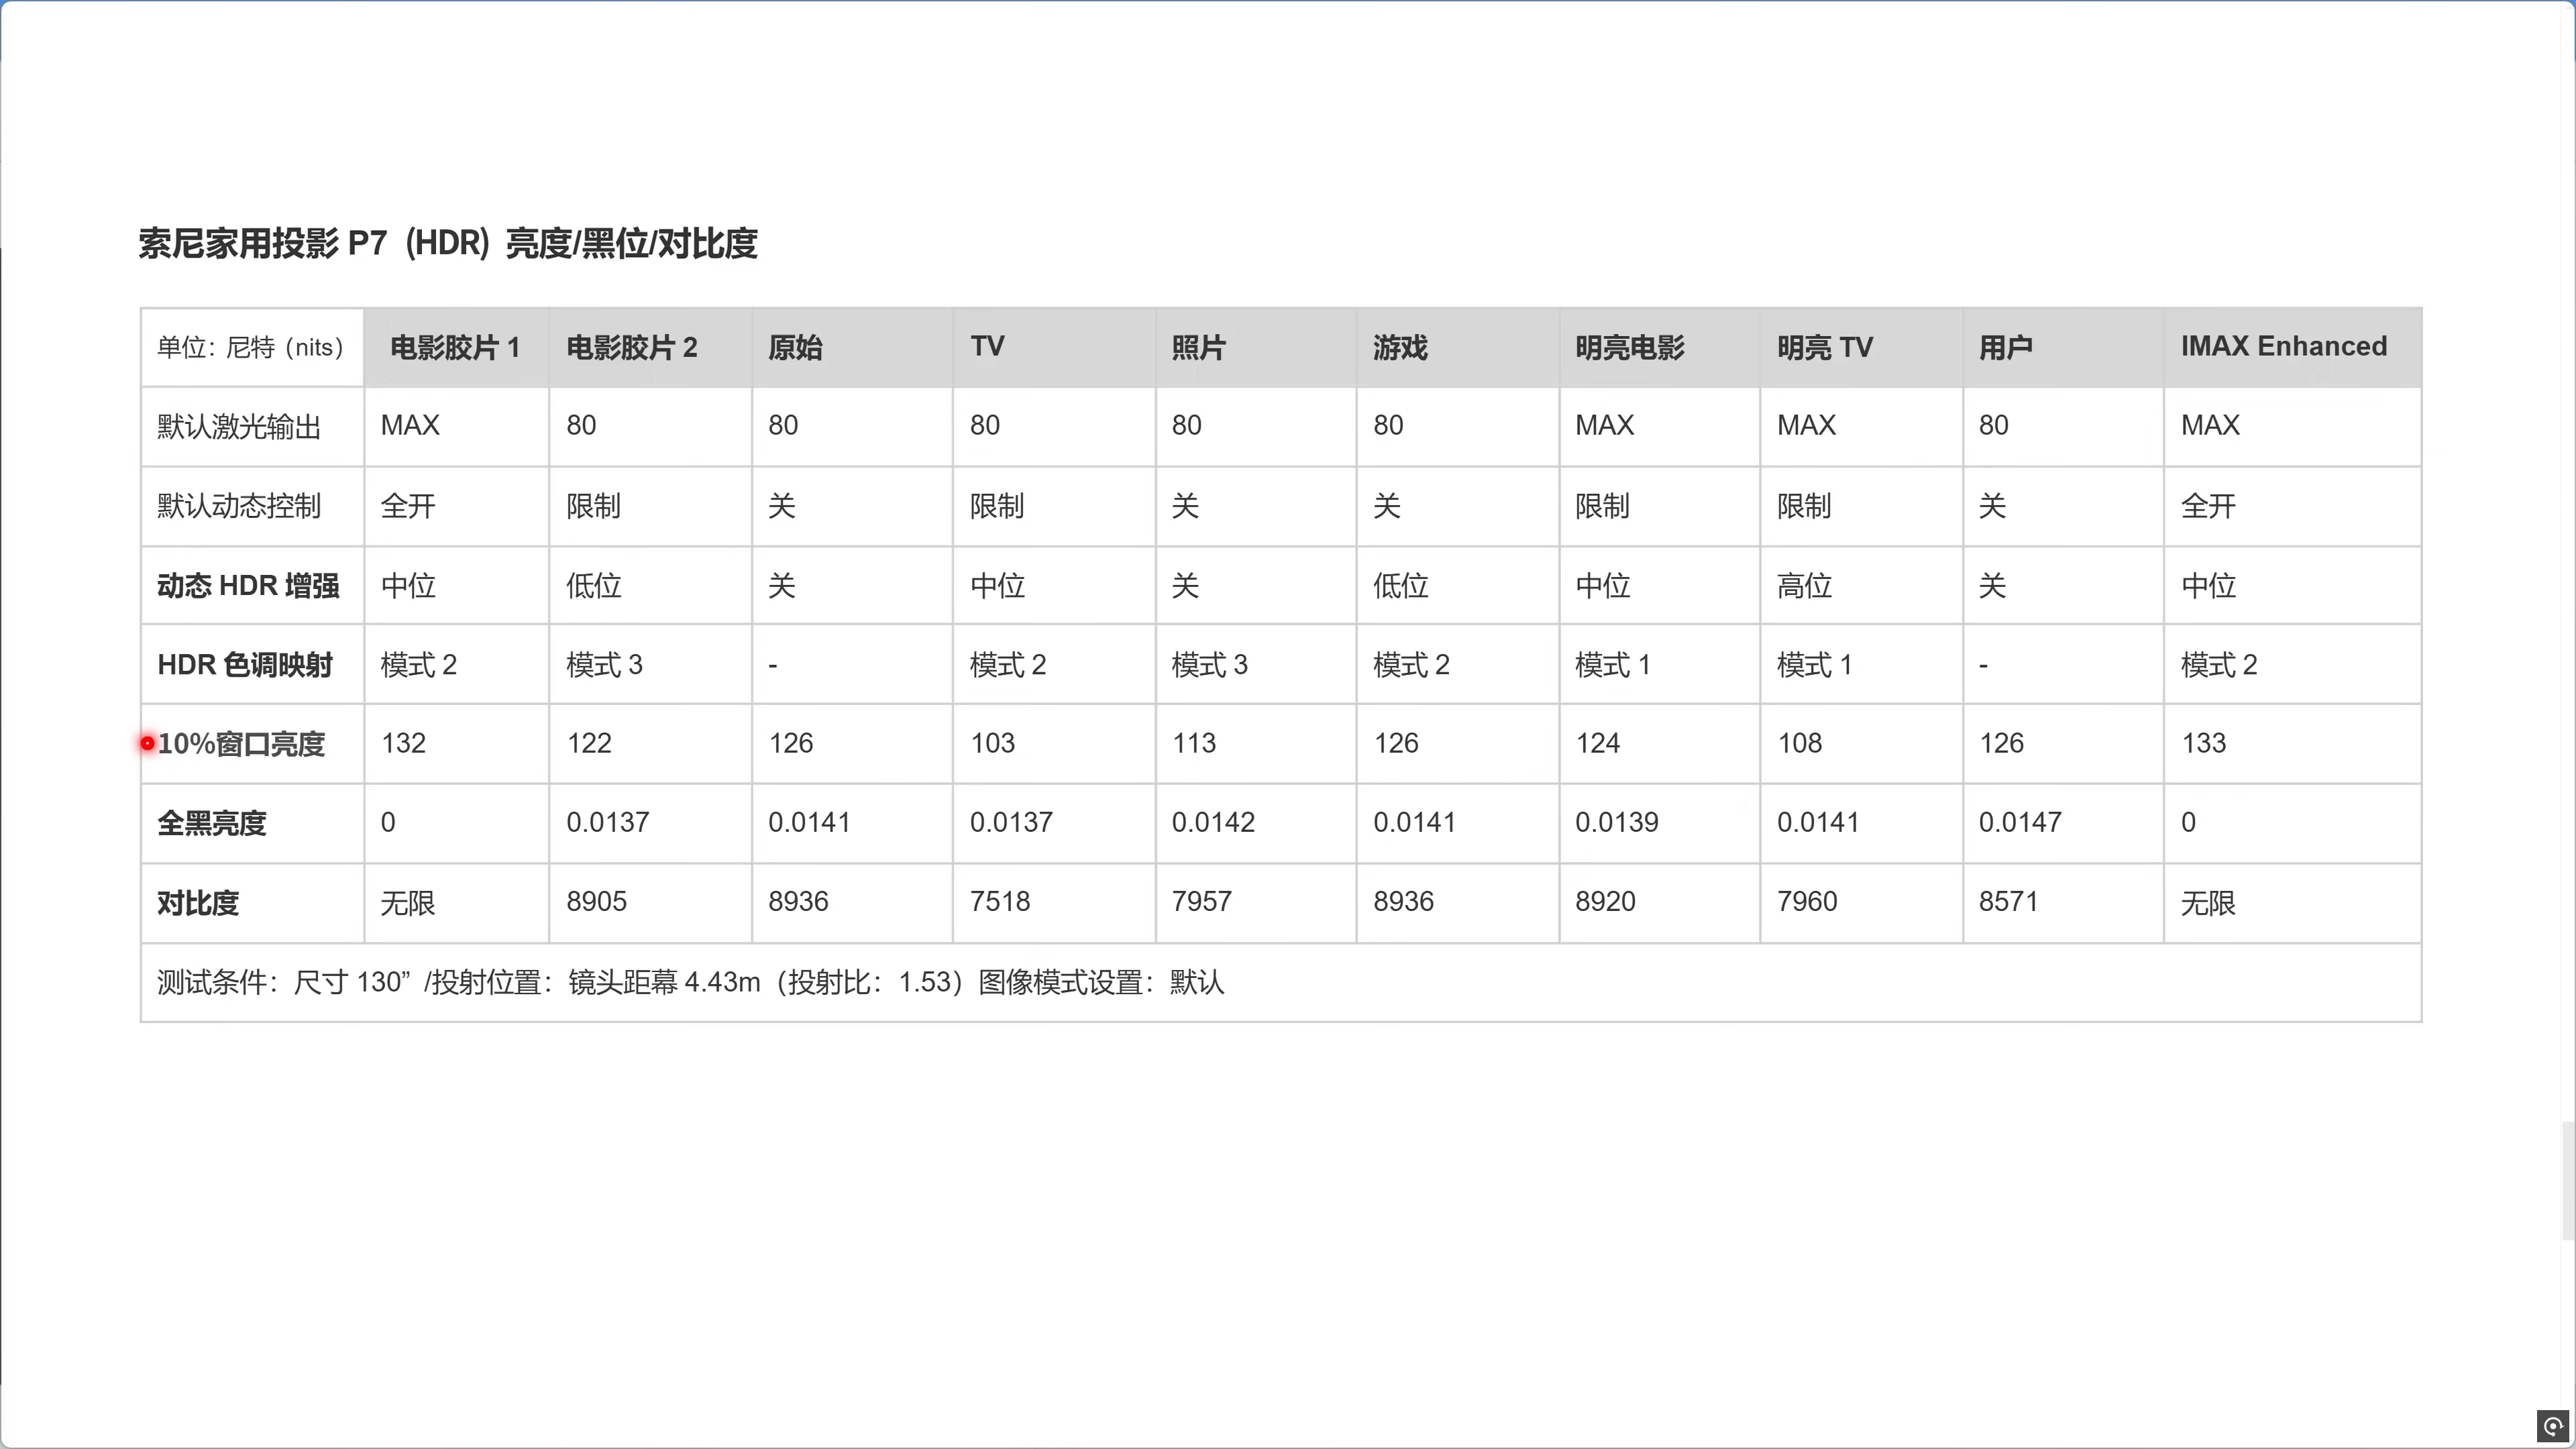 索尼家用投影 P7（HDR）亮度/黑位/对比度
单位：尼特（nits） 电影胶片 1 电影胶片 2 原始 TV 照片 游戏 明亮电影 明亮 TV 用户 IMAX Enhanced
默认激光输出 MAX 80 80 80 80 80 MAX MAX 80 MAX
默认动态控制 全开 限制 关 限制 关 关 限制 限制 关 全开
动态 HDR 增强 中位 低位 关 中位 关 低位 中位 高位 关 中位
HDR 色调映射 模式 2 模式 3 - 模式 2 模式 3 模式 2 模式 1 模式 1 - 模式 2
10%窗口亮度 132 122 126 103 113 126 124 108 126 133
全黑亮度 0 0.0137 0.0141 0.0137 0.0142 0.0141 0.0139 0.0141 0.0147 0
对比度 无限 8905 8936 7518 7957 8936 8920 7960 8571 无限
测试条件：尺寸 130” /投射位置：镜头距幕 4.43m（投射比：1.53）图像模式设置：默认